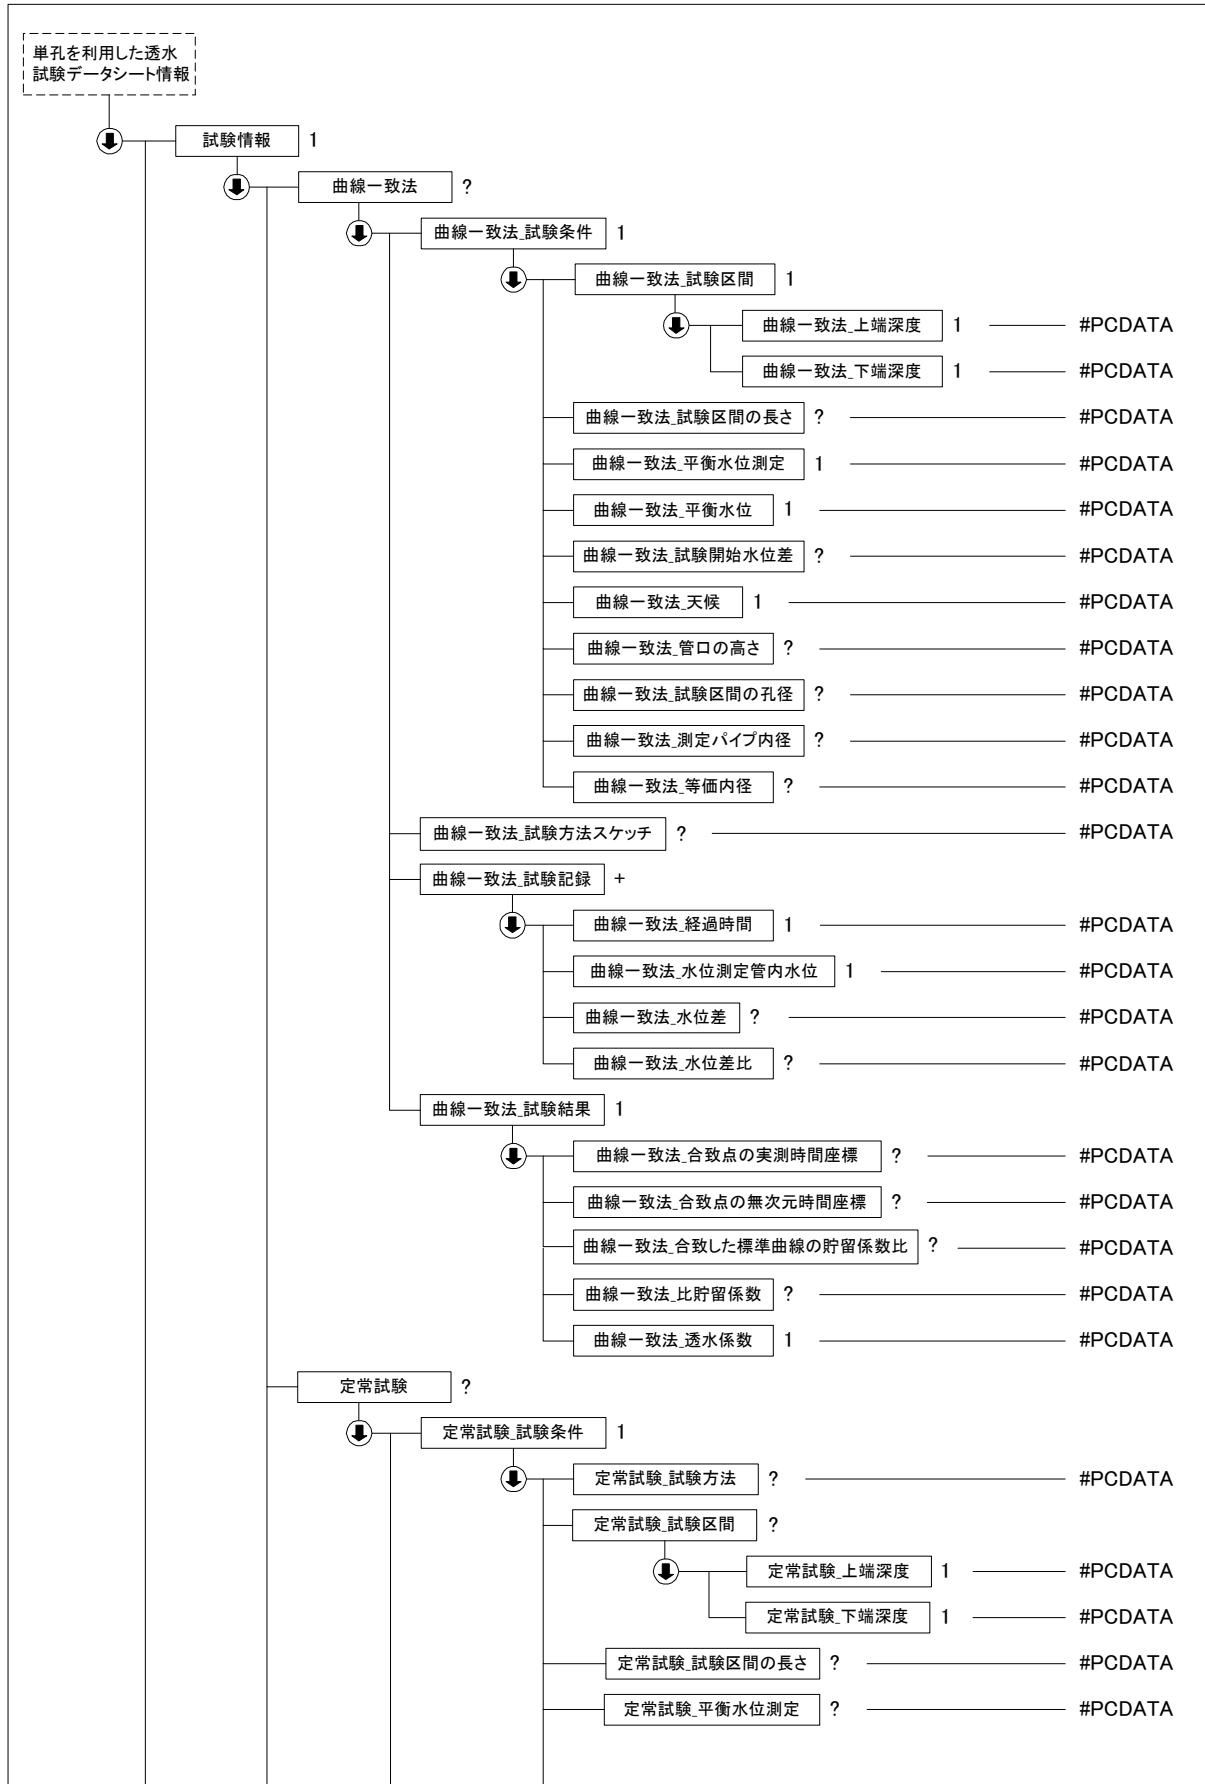 単孔を利用した透水
試験データシート情報
試験情報 1
曲線一致法 ?
曲線一致法_試験条件 1
曲線一致法_試験区間 1
曲線一致法_上端深度 1 #PCDATA
曲線一致法_下端深度 1 #PCDATA
曲線一致法_試験区間の長さ ? #PCDATA
曲線一致法_平衡水位測定 1 #PCDATA
曲線一致法_平衡水位 1 #PCDATA
曲線一致法_試験開始水位差 ? #PCDATA
曲線一致法_天候 1 #PCDATA
曲線一致法_管口の高さ ? #PCDATA
曲線一致法_試験区間の孔径 ? #PCDATA
曲線一致法_測定パイプ内径 ? #PCDATA
曲線一致法_等価内径 ? #PCDATA
曲線一致法_試験方法スケッチ ? #PCDATA
曲線一致法_試験記録 +
曲線一致法_経過時間 1 #PCDATA
曲線一致法_水位測定管内水位 1 #PCDATA
曲線一致法_水位差 ? #PCDATA
曲線一致法_水位差比 ? #PCDATA
曲線一致法_試験結果 1
曲線一致法_合致点の実測時間座標 ? #PCDATA
曲線一致法_合致点の無次元時間座標 ? #PCDATA
曲線一致法_合致した標準曲線の貯留係数比 ? #PCDATA
曲線一致法_比貯留係数 ? #PCDATA
曲線一致法_透水係数 1 #PCDATA
定常試験 ?
定常試験_試験条件 1
定常試験_試験方法 ? #PCDATA
定常試験_試験区間 ?
定常試験_上端深度 1 #PCDATA
定常試験_下端深度 1 #PCDATA
定常試験_試験区間の長さ ? #PCDATA
定常試験_平衡水位測定 ? #PCDATA